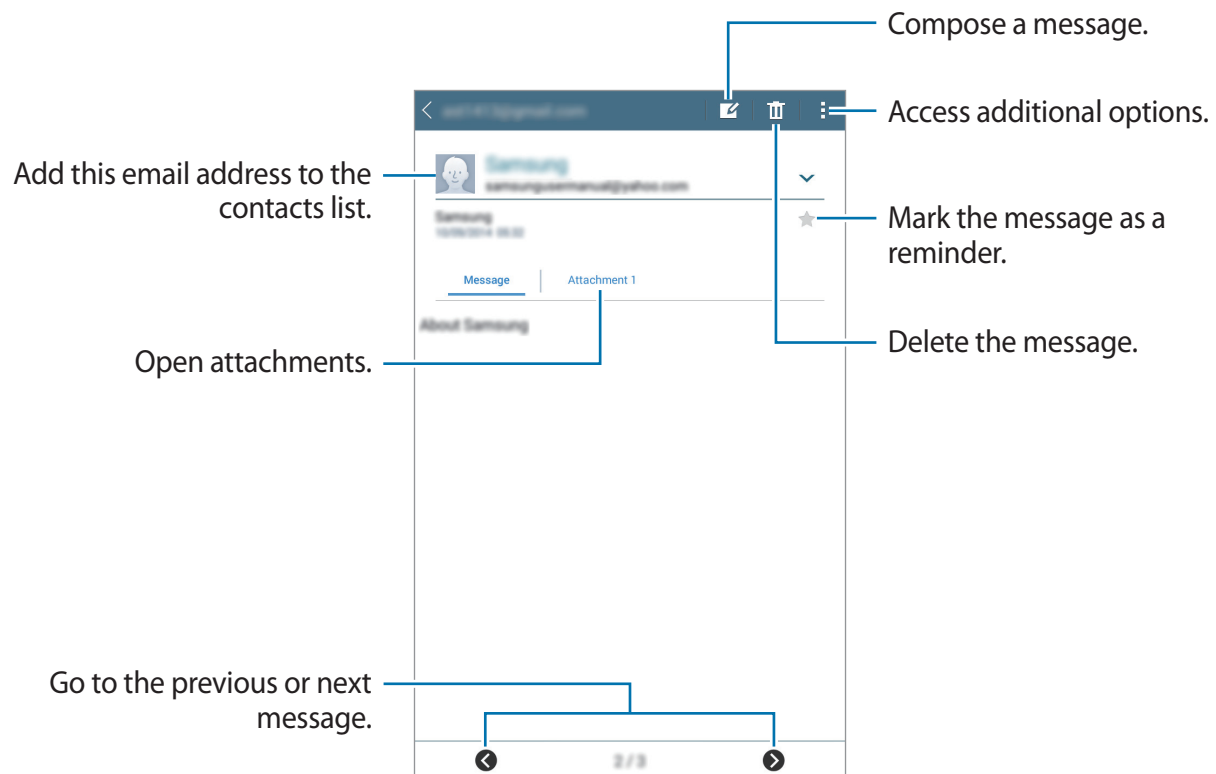 Compose a message.
Access additional options.
Add this email address to the
contacts list.
Samsung
samsungusermanual@yahoo.com
Samsung
Mark the message as a
reminder.
Message
Attachment 1
About Samsung
Open attachments.
Delete the message.
Go to the previous or next
message.
2 / 3